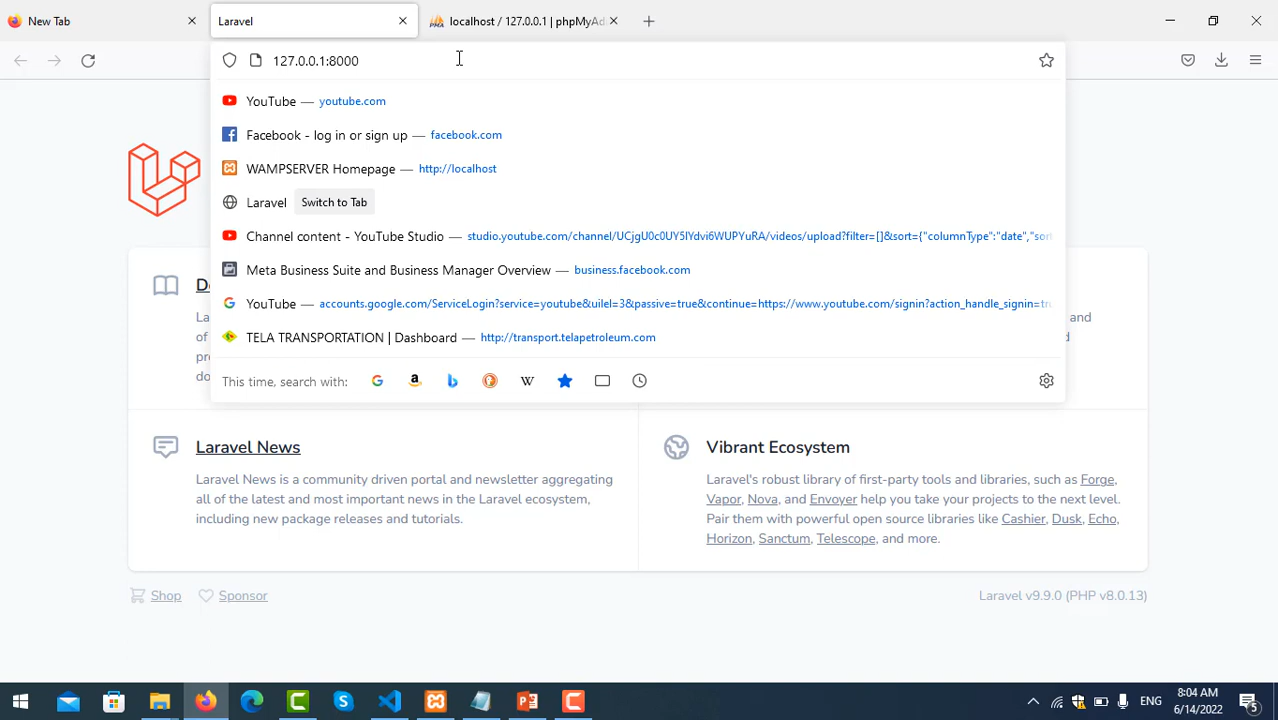 New Tab
Laravel
localhost / 127.0.0.1 | phpMyAd
127.0.0.1:8000
YouTube — youtube.com
Facebook - log in or sign up — facebook.com
WAMPSERVER Homepage — http://localhost
Laravel Switch to Tab
Channel content - YouTube Studio — studio.youtube.com/channel/UCjgU0c0UY5IYdvi6WUPYuRA/videos/upload?filter=[]&sort={"columnType":"date","sort
Meta Business Suite and Business Manager Overview — business.facebook.com
YouTube — accounts.google.com/ServiceLogin?service=youtube&uilel=3&passive=true&continue=https://www.youtube.com/signin?action_handle_signin=tru
TELA TRANSPORTATION | Dashboard — http://transport.telapetroleum.com
This time, search with:
La
and
of
pr
do
Laravel News
Laravel News is a community driven portal and newsletter aggregating
all of the latest and most important news in the Laravel ecosystem,
including new package releases and tutorials.
Vibrant Ecosystem
Laravel's robust library of first-party tools and libraries, such as Forge,
Vapor, Nova, and Envoyer help you take your projects to the next level.
Pair them with powerful open source libraries like Cashier, Dusk, Echo,
Horizon, Sanctum, Telescope, and more.
Shop
Sponsor
Laravel v9.9.0 (PHP v8.0.13)
ENG
8:04 AM
6/14/2022
5